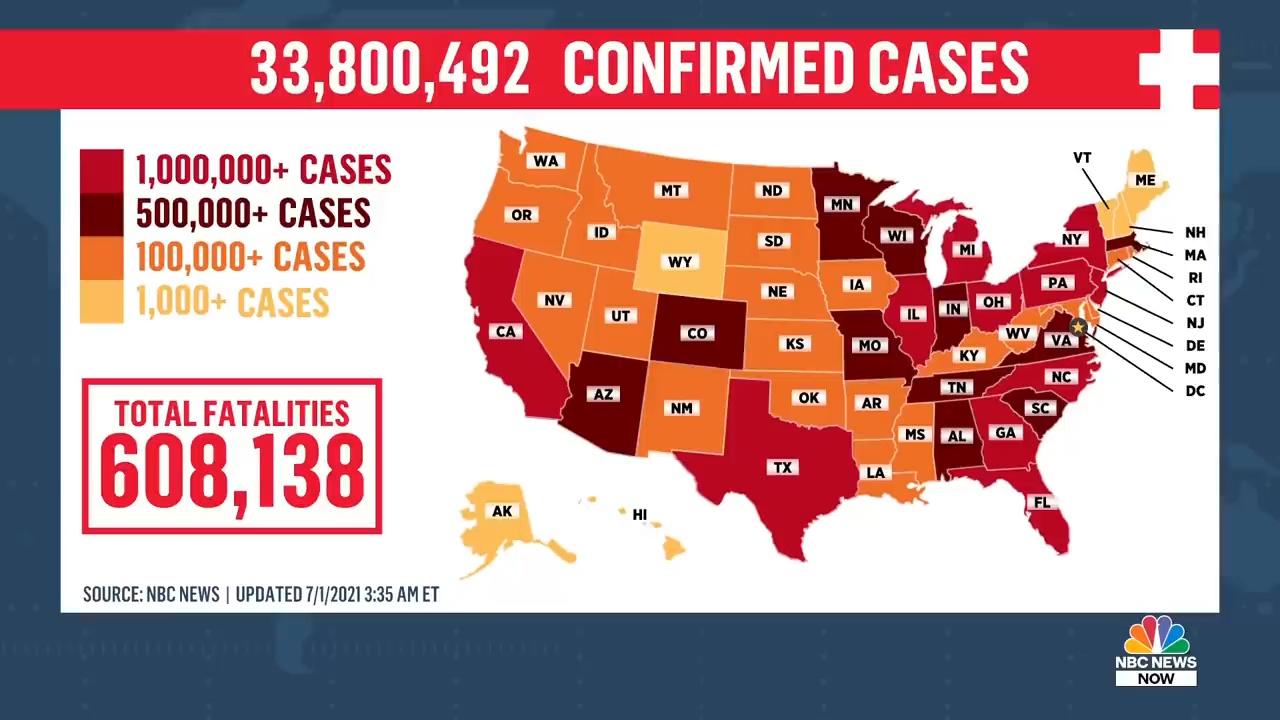 33,800,492 CONFIRMED CASES
1,000,000+ CASES
500,000+ CASES
100,000+ CASES
1,000+ CASES
TOTAL FATALITIES
608,138
WA
MT
ND
MN
VT
ME
OR
ID
SD
WI
MI
NY
NH
MA
RI
CT
NJ
DE
MD
DC
WY
NE
IA
IL
IN
OH
PA
NV
UT
CO
KS
MO
KY
WV
VA
CA
AZ
NM
OK
AR
TN
NC
SC
MS
AL
GA
TX
LA
FL
AK
HI
SOURCE: NBC NEWS | UPDATED 7/1/2021 3:35 AM ET
NBC NEWS
NOW